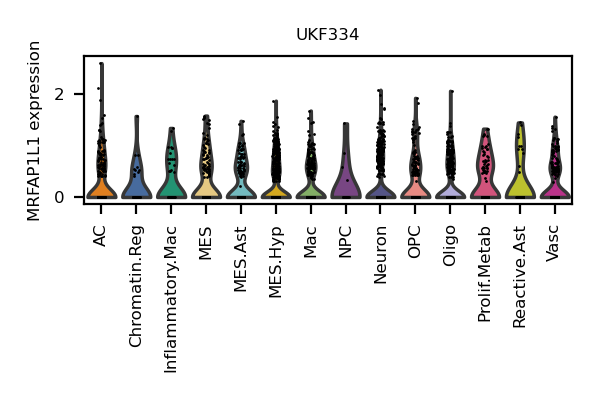 UKF334
MRFAP1L1 expression
2
0
AC
Chromatin.Reg
Inflammatory.Mac
MES
MES.Ast
MES.Hyp
Mac
NPC
Neuron
OPC
Oligo
Prolif.Metab
Reactive.Ast
Vasc